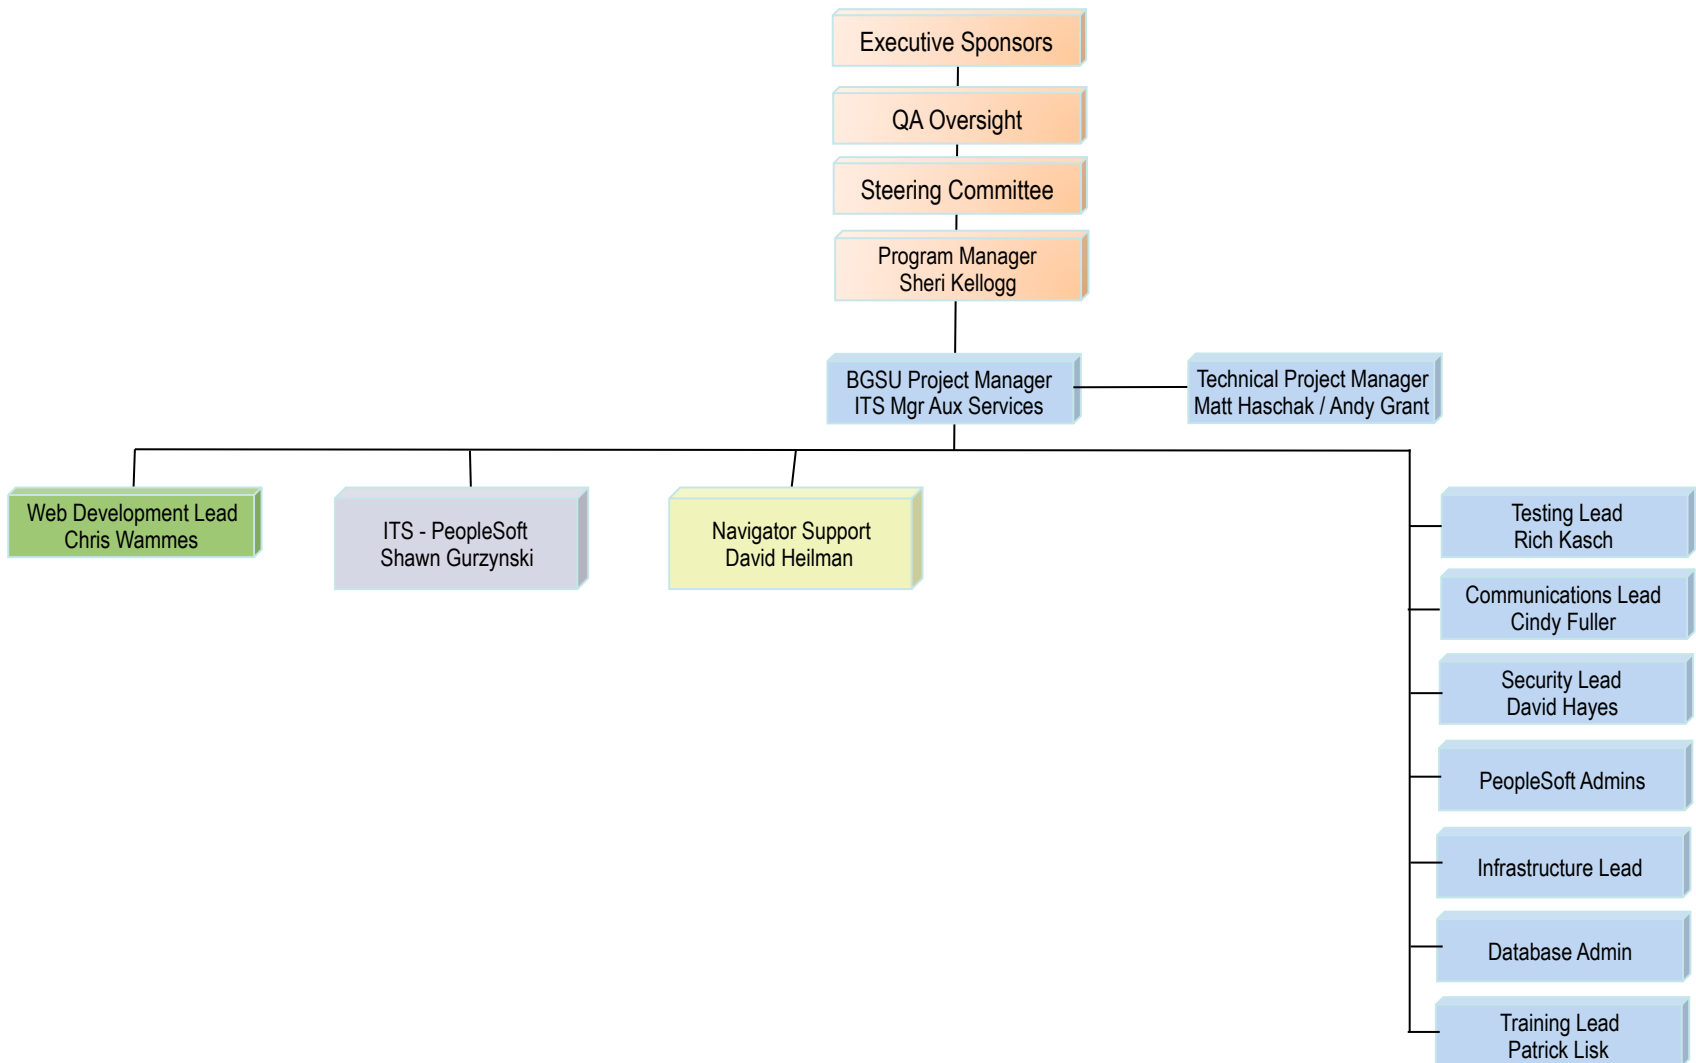 Executive Sponsors
QA Oversight
Steering Committee
Program Manager
Sheri Kellogg
BGSU Project Manager
ITS Mgr Aux Services
Technical Project Manager
Matt Haschak / Andy Grant
Web Development Lead
Chris Wammes
ITS - PeopleSoft
Shawn Gurzynski
Navigator Support
David Heilman
Testing Lead
Rich Kasch
Communications Lead
Cindy Fuller
Security Lead
David Hayes
PeopleSoft Admins
Infrastructure Lead
Database Admin
Training Lead
Patrick Lisk